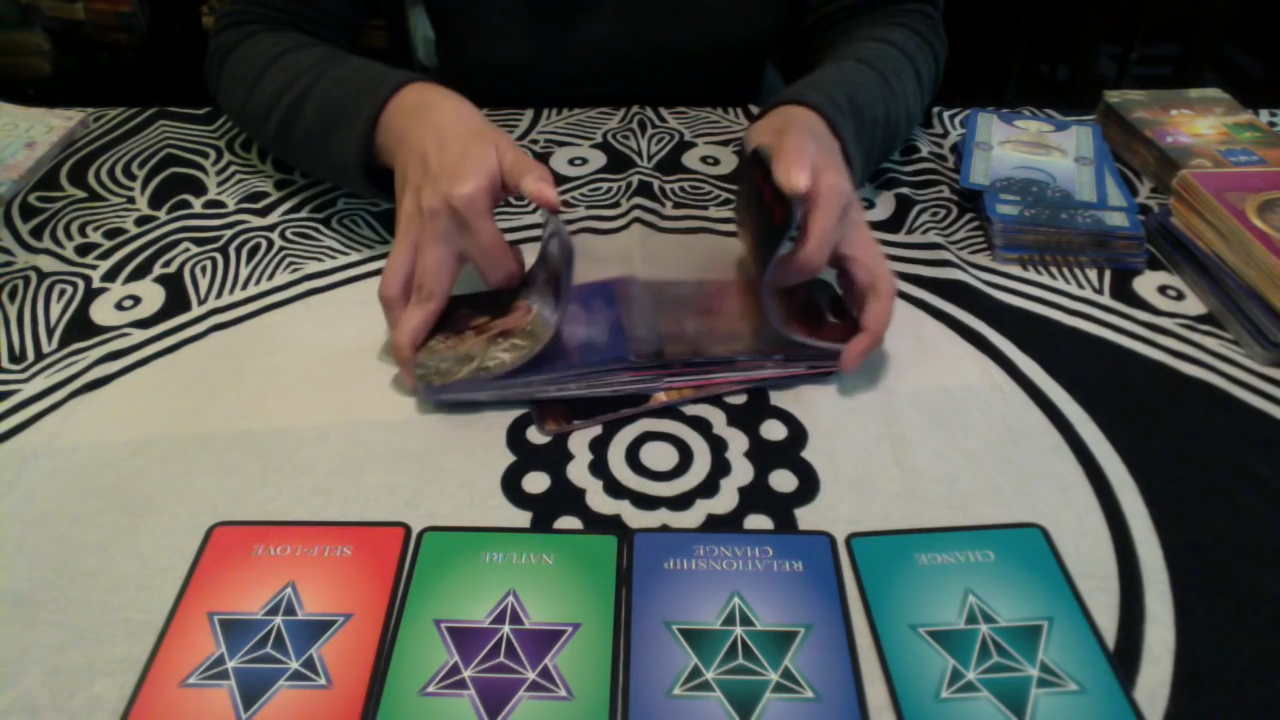 SELF-LOVE
NATURE
RELATIONSHIP
CHANGE
CHANGE